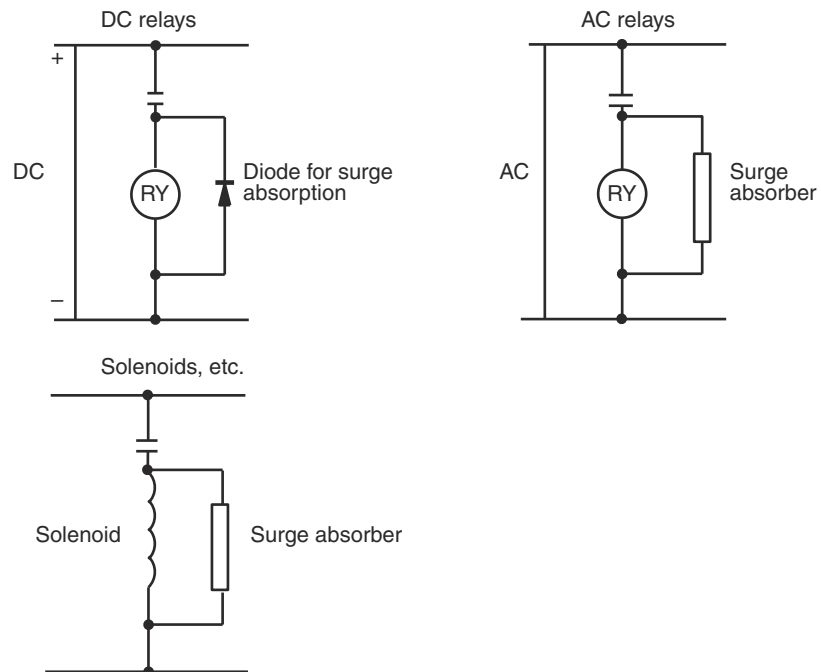 DC relays
+
DC
RY
Diode for surge
absorption
–
AC relays
AC
RY
Surge
absorber
Solenoids, etc.
Solenoid
Surge absorber